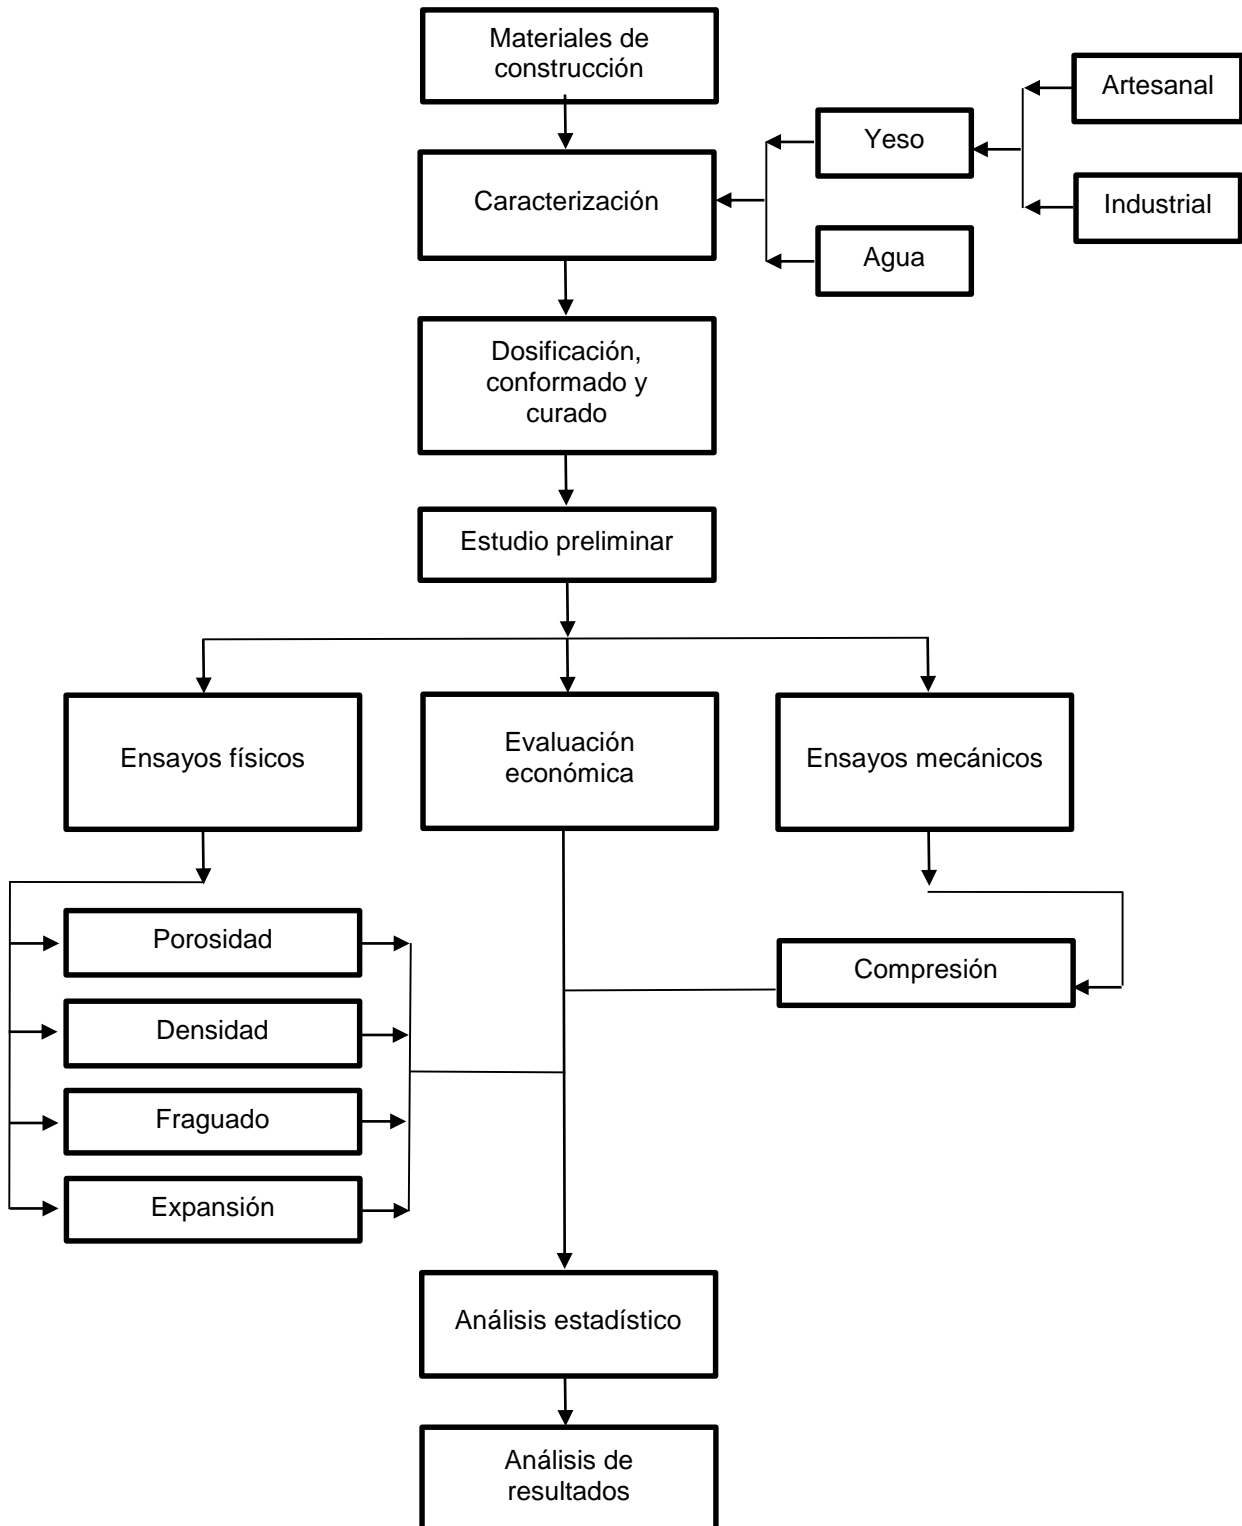 Materiales de
construcción
Artesanal
Yeso
Caracterización
Industrial
Agua
Dosificación,
conformado y
curado
Estudio preliminar
Ensayos físicos
Evaluación
económica
Ensayos mecánicos
Porosidad
Compresión
Densidad
Fraguado
Expansión
Análisis estadístico
Análisis de
resultados